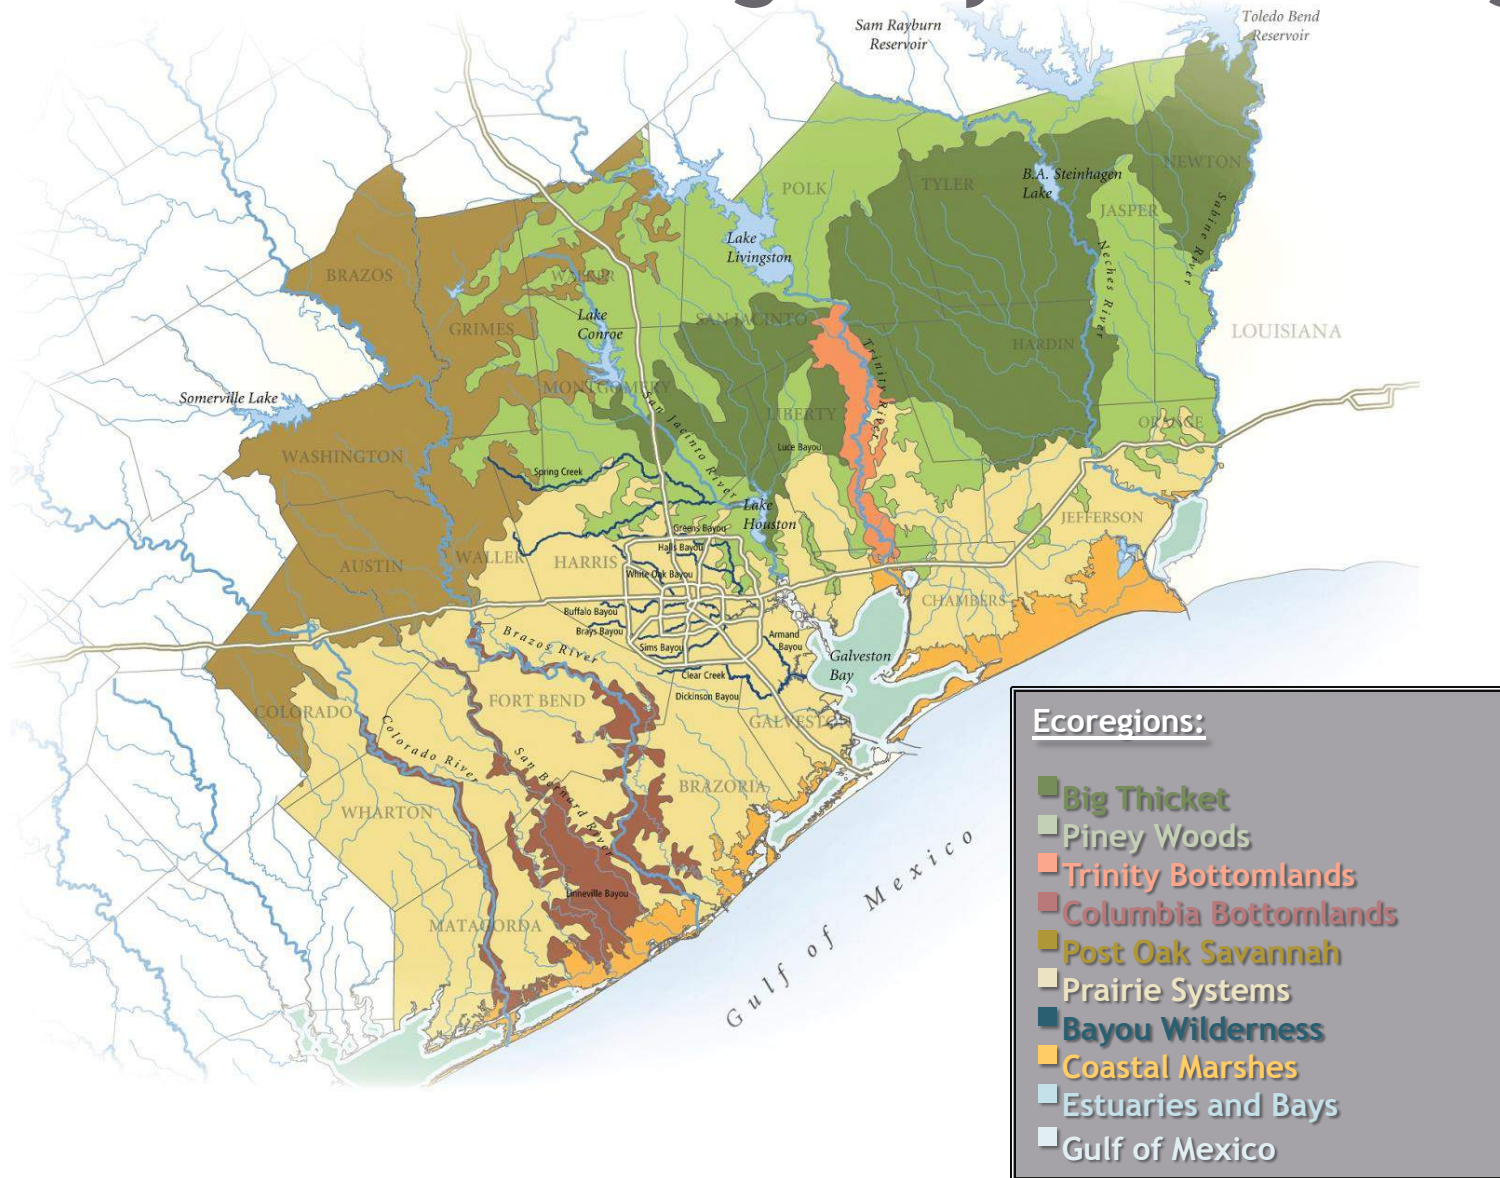 Sam Rayburn
Reservoir
Toledo Bend
Reservoir
NEWTON
B.A. Steinhagen
Lake
TYLER
POLK
JASPER
Sabine River
Lake
Livingston
BRAZOS
WALKER
Neches River
Lake
Conroe
SAN JACINTO
GRIMES
LOUISIANA
HARDIN
Trinity River
MONTGOMERY
Somerville Lake
San Jacinto River
LIBERTY
ORANGE
Luce Bayou
WASHINGTON
Spring Creek
Lake
Houston
JEFFERSON
Greens Bayou
Halls Bayou
WALLER
HARRIS
AUSTIN
White Oak Bayou
CHAMBERS
Buffalo Bayou
Brays Bayou
Brazos River
Armand
Bayou
Sims Bayou
Galveston
Bay
Clear Creek
Dickinson Bayou
FORT BEND
COLORADO
GALVESTON
Colorado River
San Bernard River
BRAZORIA
WHARTON
Linneville Bayou
MATAGORDA
Gulf of Mexico
Ecoregions:
Big Thicket
Piney Woods
Trinity Bottomlands
Columbia Bottomlands
Post Oak Savannah
Prairie Systems
Bayou Wilderness
Coastal Marshes
Estuaries and Bays
Gulf of Mexico